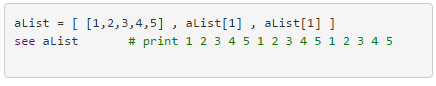 aList = [ [1,2,3,4,5] , aList[1] , aList[1] ]
see aList       # print 1 2 3 4 5 1 2 3 4 5 1 2 3 4 5